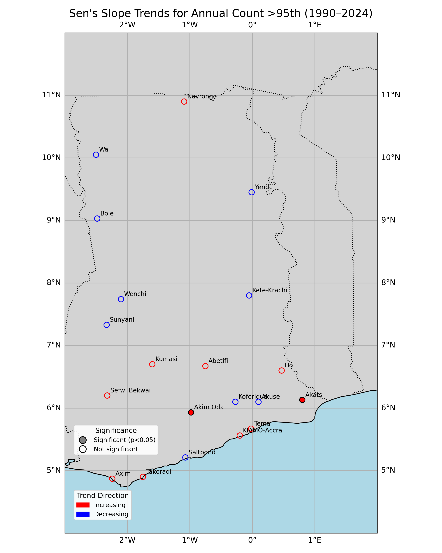 Sen's Slope Trends for Annual Count >95th (1990–2024)
2°W 1°W 0° 1°E
11°N 11°N
Navrongo
10°N 10°N
Wa
Yendi
9°N 9°N
Bole
8°N 8°N
Wenchi
Kete-Krachi
Sunyani
7°N 7°N
Kumasi
Abetifi
Ho
Akatsi
6°N 6°N
Akim Oda
Akuse
Tema
5°N 5°N
Saltpond
Axim
Takoradi
Significance
Significant (p<0.05)
Not significant
Trend Direction
Increasing
Decreasing
2°W 1°W 0° 1°E